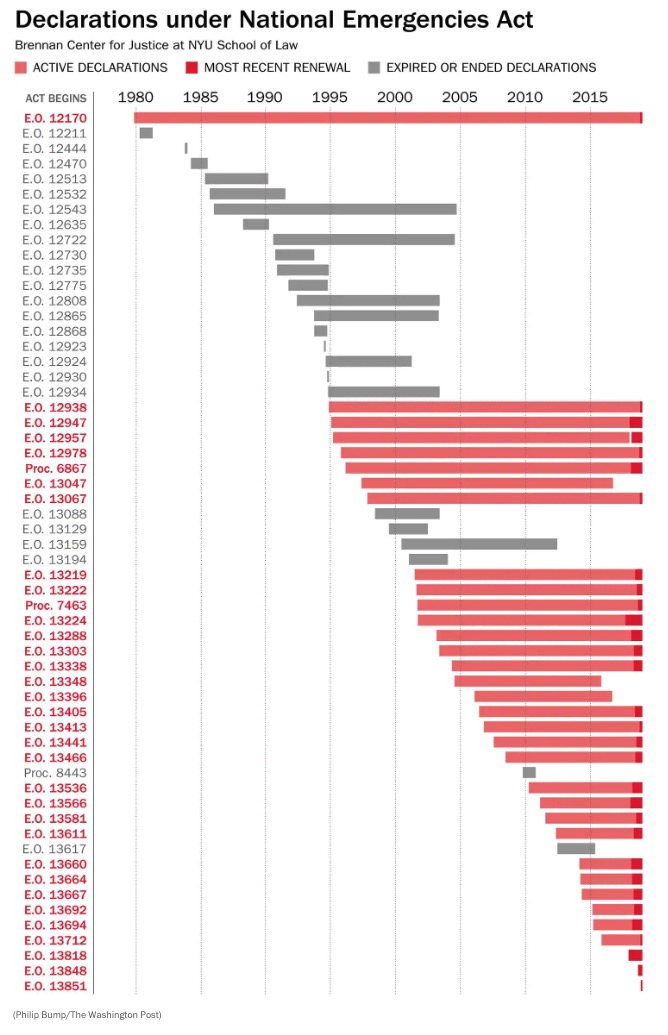 Declarations under National Emergencies Act
Brennan Center for Justice at NYU School of Law
ACTIVE DECLARATIONS MOST RECENT RENEWAL EXPIRED OR ENDED DECLARATIONS
ACT BEGINS 1980 1985 1990 1995 2000 2005 2010 2015
E.O. 12170
E.O. 12211
E.O. 12444
E.O. 12470
E.O. 12513
E.O. 12532
E.O. 12543
E.O. 12635
E.O. 12722
E.O. 12730
E.O. 12735
E.O. 12775
E.O. 12808
E.O. 12865
E.O. 12868
E.O. 12923
E.O. 12924
E.O. 12930
E.O. 12934
E.O. 12938
E.O. 12947
E.O. 12957
E.O. 12978
Proc. 6867
E.O. 13047
E.O. 13067
E.O. 13088
E.O. 13129
E.O. 13159
E.O. 13194
E.O. 13219
E.O. 13222
Proc. 7463
E.O. 13224
E.O. 13288
E.O. 13303
E.O. 13338
E.O. 13348
E.O. 13396
E.O. 13405
E.O. 13413
E.O. 13441
E.O. 13466
Proc. 8443
E.O. 13536
E.O. 13566
E.O. 13581
E.O. 13611
E.O. 13617
E.O. 13660
E.O. 13664
E.O. 13667
E.O. 13692
E.O. 13694
E.O. 13712
E.O. 13818
E.O. 13848
E.O. 13851
(Philip Bump/The Washington Post)